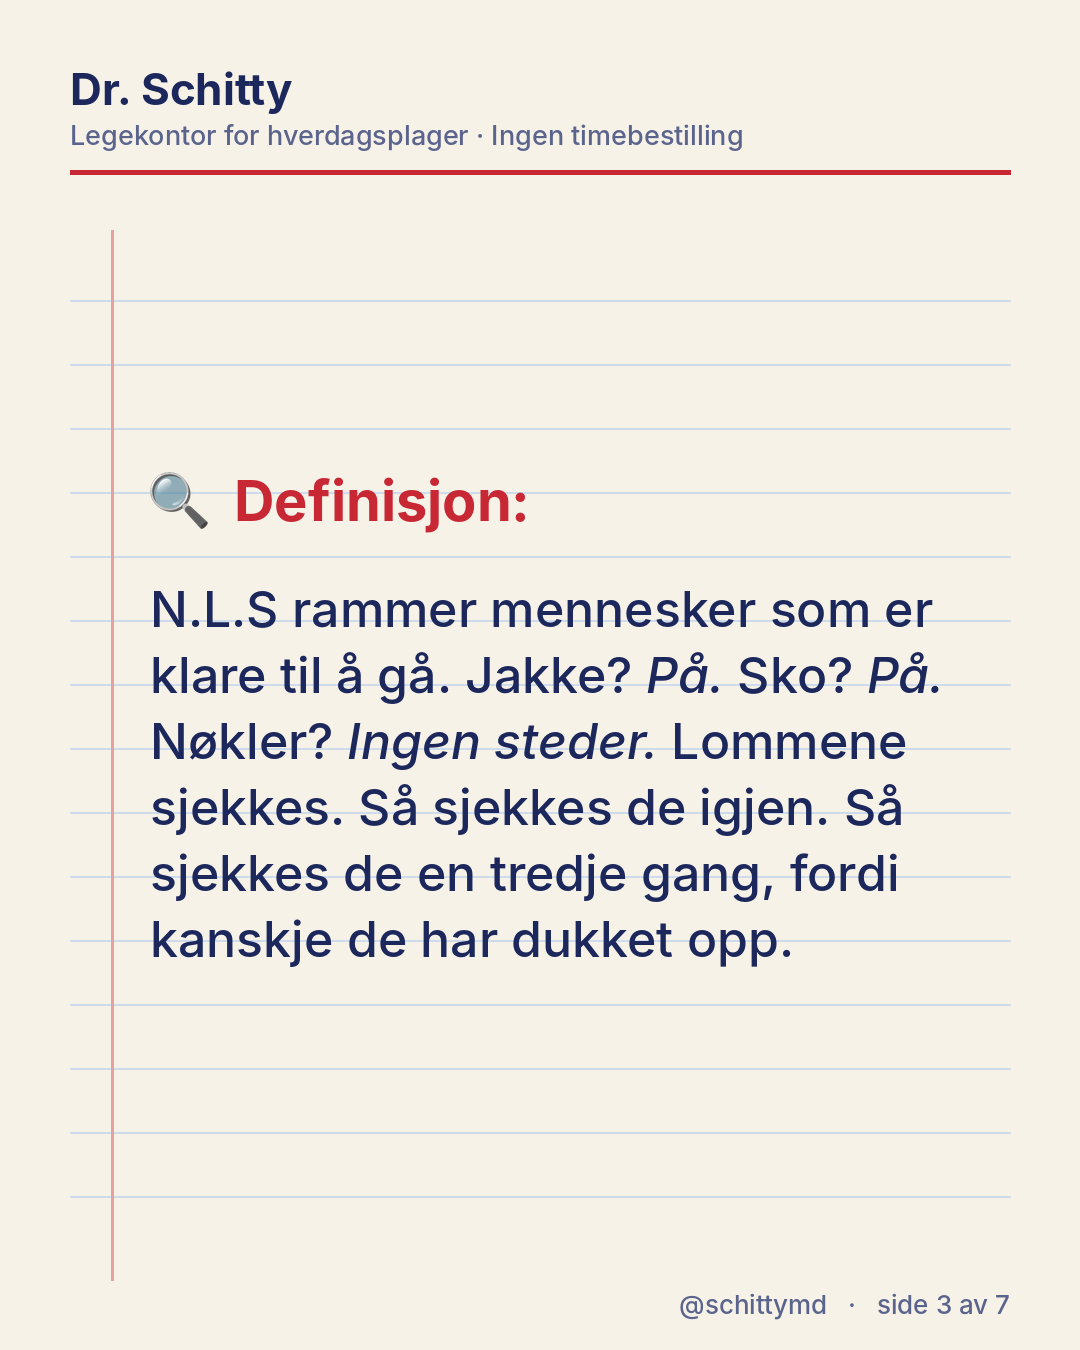 Dr. Schitty
Legekontor for hverdagsplager · Ingen timebestilling
🔍 Definisjon:
N.L.S rammer mennesker som er
klare til å gå. Jakke? På. Sko? På.
Nøkler? Ingen steder. Lommene
sjekkes. Så sjekkes de igjen. Så
sjekkes de en tredje gang, fordi
kanskje de har dukket opp.
@schittymd · side 3 av 7